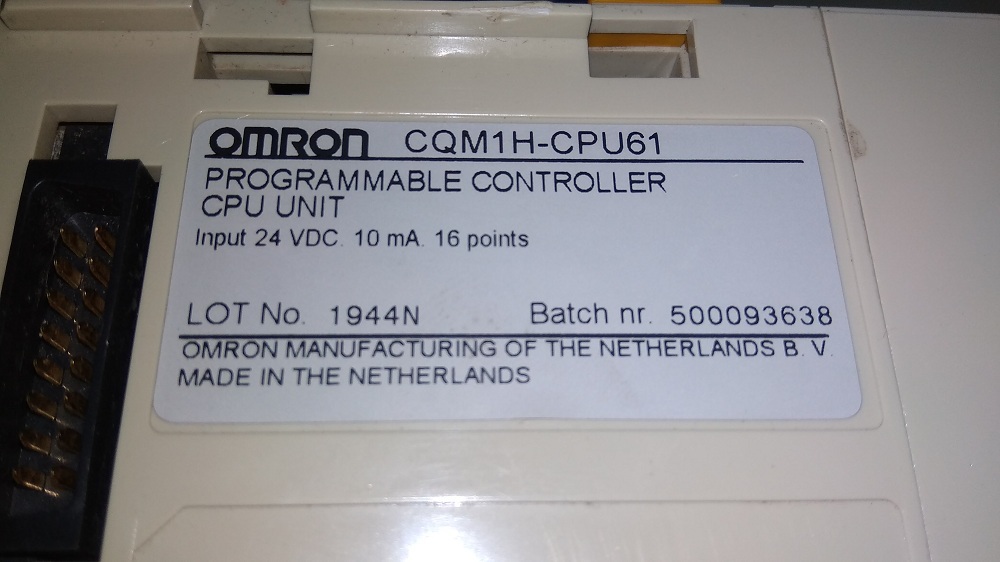 OMRON CQM1H-CPU61
PROGRAMMABLE CONTROLLER
CPU UNIT
Input 24 VDC. 10 mA. 16 points
LOT No. 1944N Batch nr. 500093638
OMRON MANUFACTURING OF THE NETHERLANDS B. V.
MADE IN THE NETHERLANDS